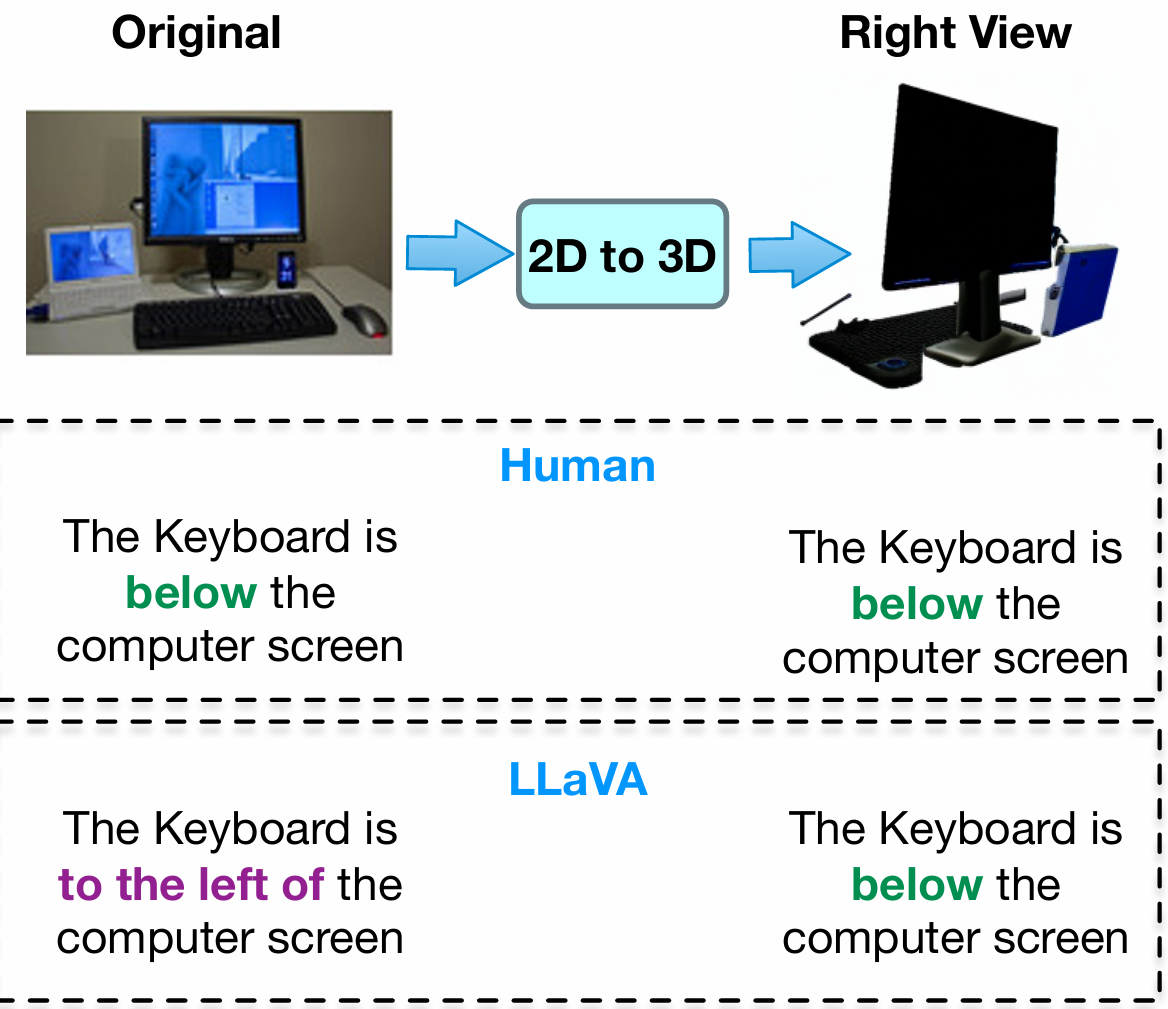 Original
Right View
2D to 3D
Human
The Keyboard is
below the
computer screen
The Keyboard is
below the
computer screen
LLaVA
The Keyboard is
to the left of the
computer screen
The Keyboard is
below the
computer screen